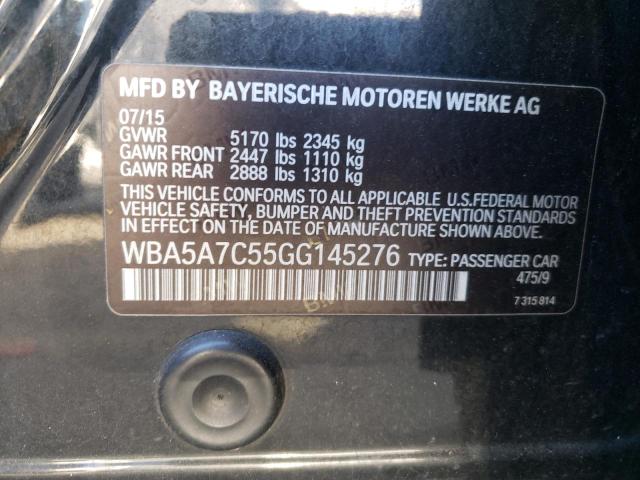 MFD BY BAYERISCHE MOTOREN WERKE AG
07/15
GVWR 5170 lbs 2345 kg
GAWR FRONT 2447 lbs 1110 kg
GAWR REAR 2888 lbs 1310 kg
THIS VEHICLE CONFORMS TO ALL APPLICABLE U.S.FEDERAL MOTOR
VEHICLE SAFETY, BUMPER AND THEFT PREVENTION STANDARDS
IN EFFECT ON THE DATE OF MANUFACTURE SHOWN ABOVE.
WBA5A7C55GG145276 TYPE: PASSENGER CAR
475/9
7 315 814